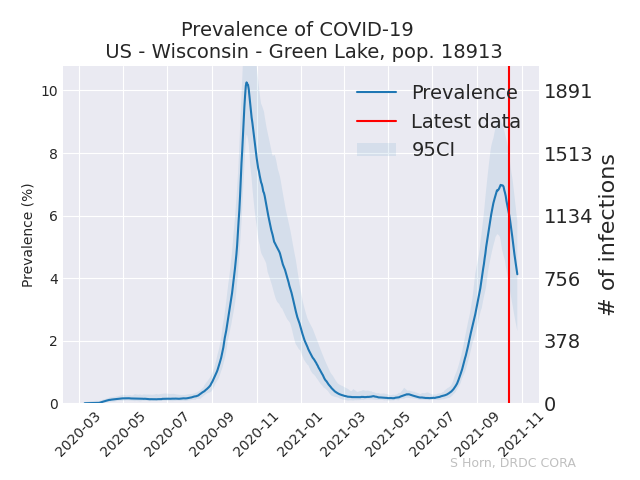 Prevalence of COVID-19
US - Wisconsin - Green Lake, pop. 18913
Prevalence
Latest data
95CI
Prevalence (%)
10
8
6
4
2
0
1891
1513
1134
756
378
0
# of infections
2020-03
2020-05
2020-07
2020-09
2020-11
2021-01
2021-03
2021-05
2021-07
2021-09
2021-11
S Horn, DRDC CORA